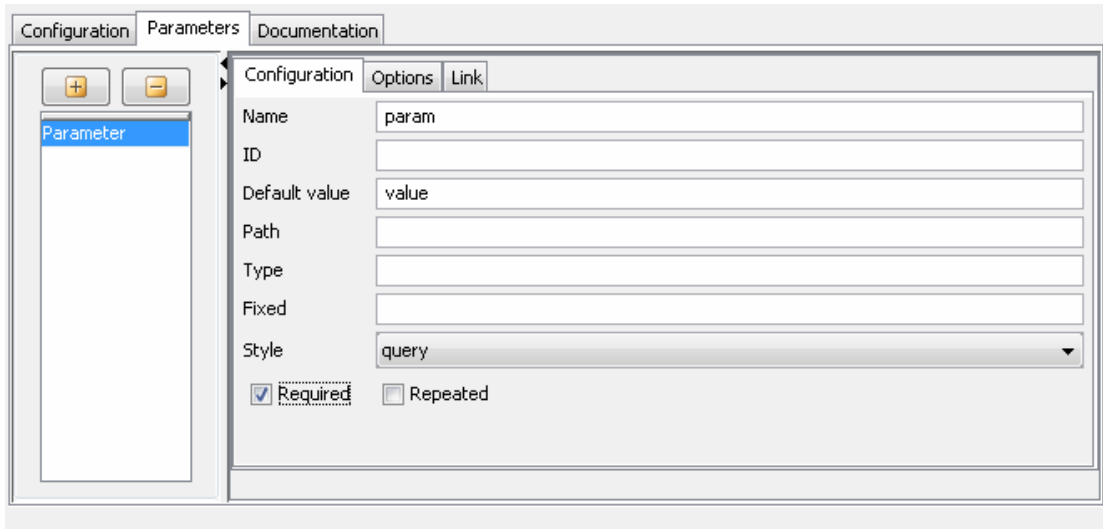 Configuration Parameters Documentation
Configuration Options Link
Parameter
Name param
ID
Default value value
Path
Type
Fixed
Style query
Required Repeated